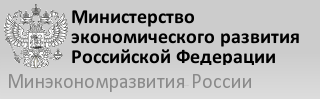 Министерство
экономического развития
Российской Федерации
Минэкономразвития России